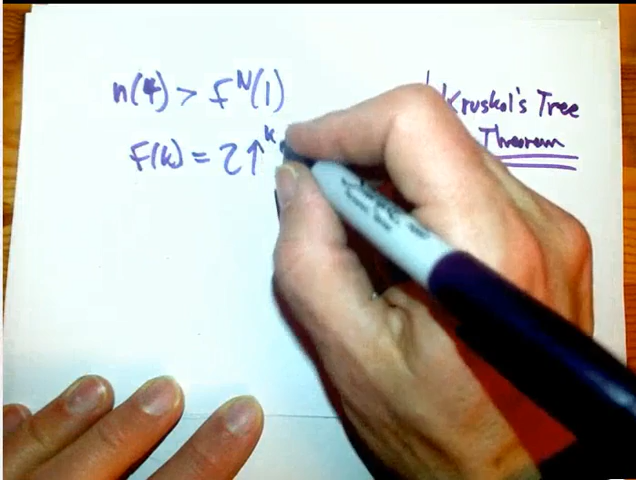 n(4) > f^N(1)
f(k) = 2↑^k
Kruskal's Tree
Theorem